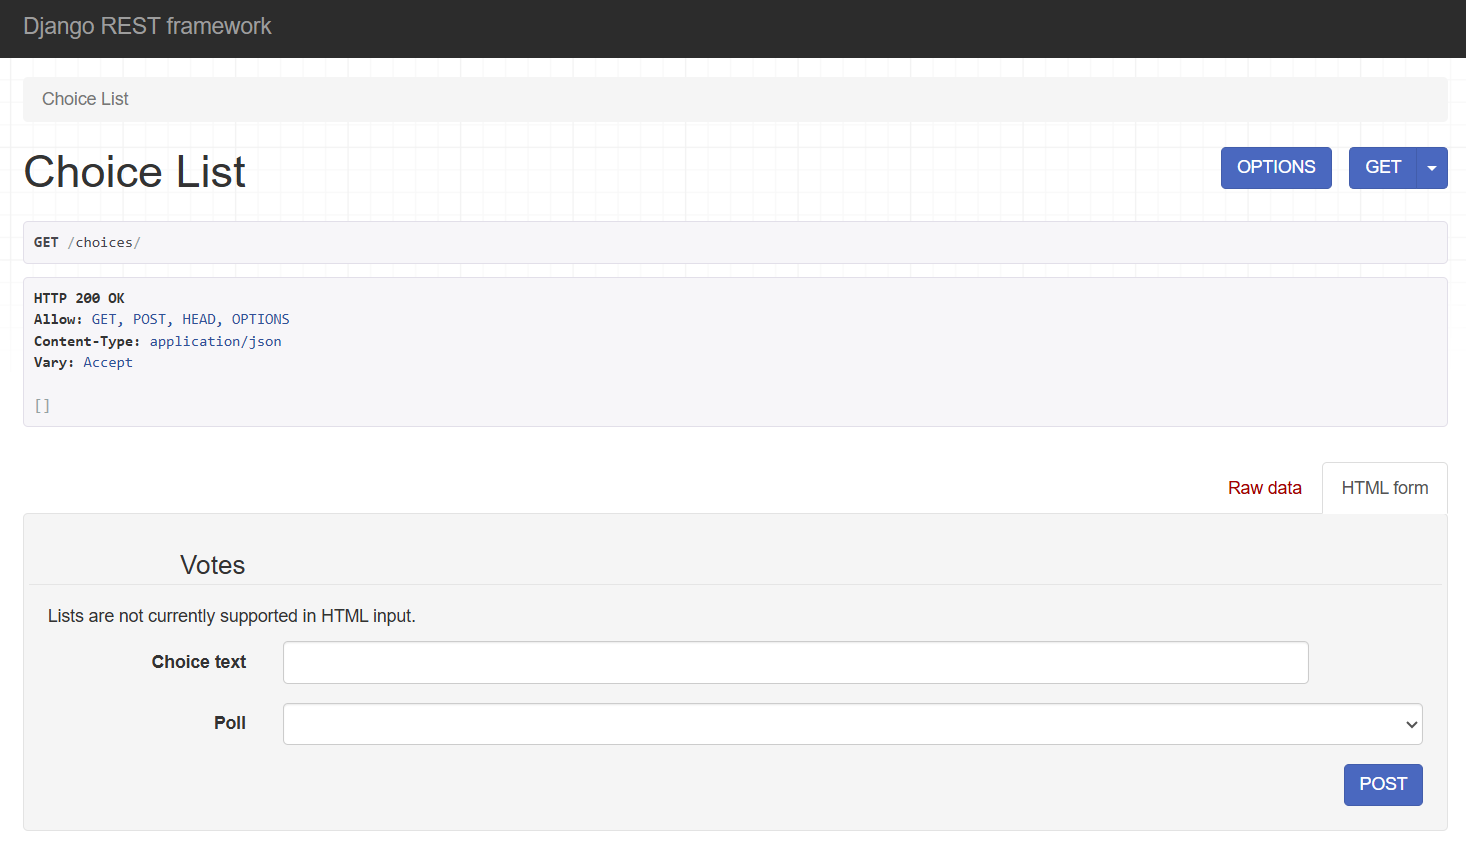 Django REST framework
Choice List
Choice List
OPTIONS
GET
GET /choices/
HTTP 200 OK
Allow: GET, POST, HEAD, OPTIONS
Content-Type: application/json
Vary: Accept
[]
Raw data
HTML form
Votes
Lists are not currently supported in HTML input.
Choice text
Poll
POST